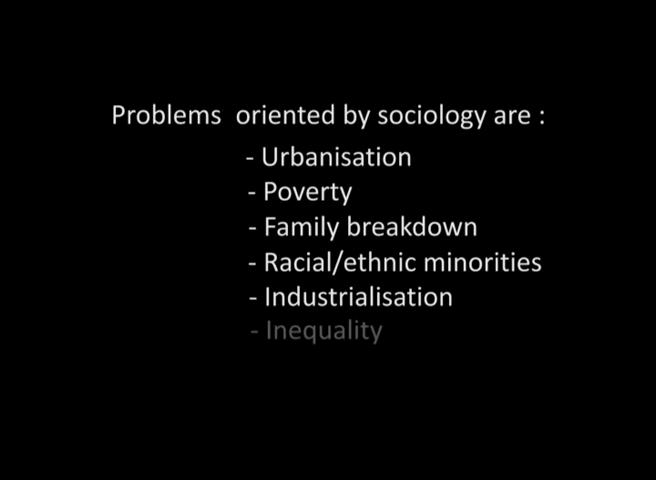 Problems oriented by sociology are :
- Urbanisation
- Poverty
- Family breakdown
- Racial/ethnic minorities
- Industrialisation
- Inequality